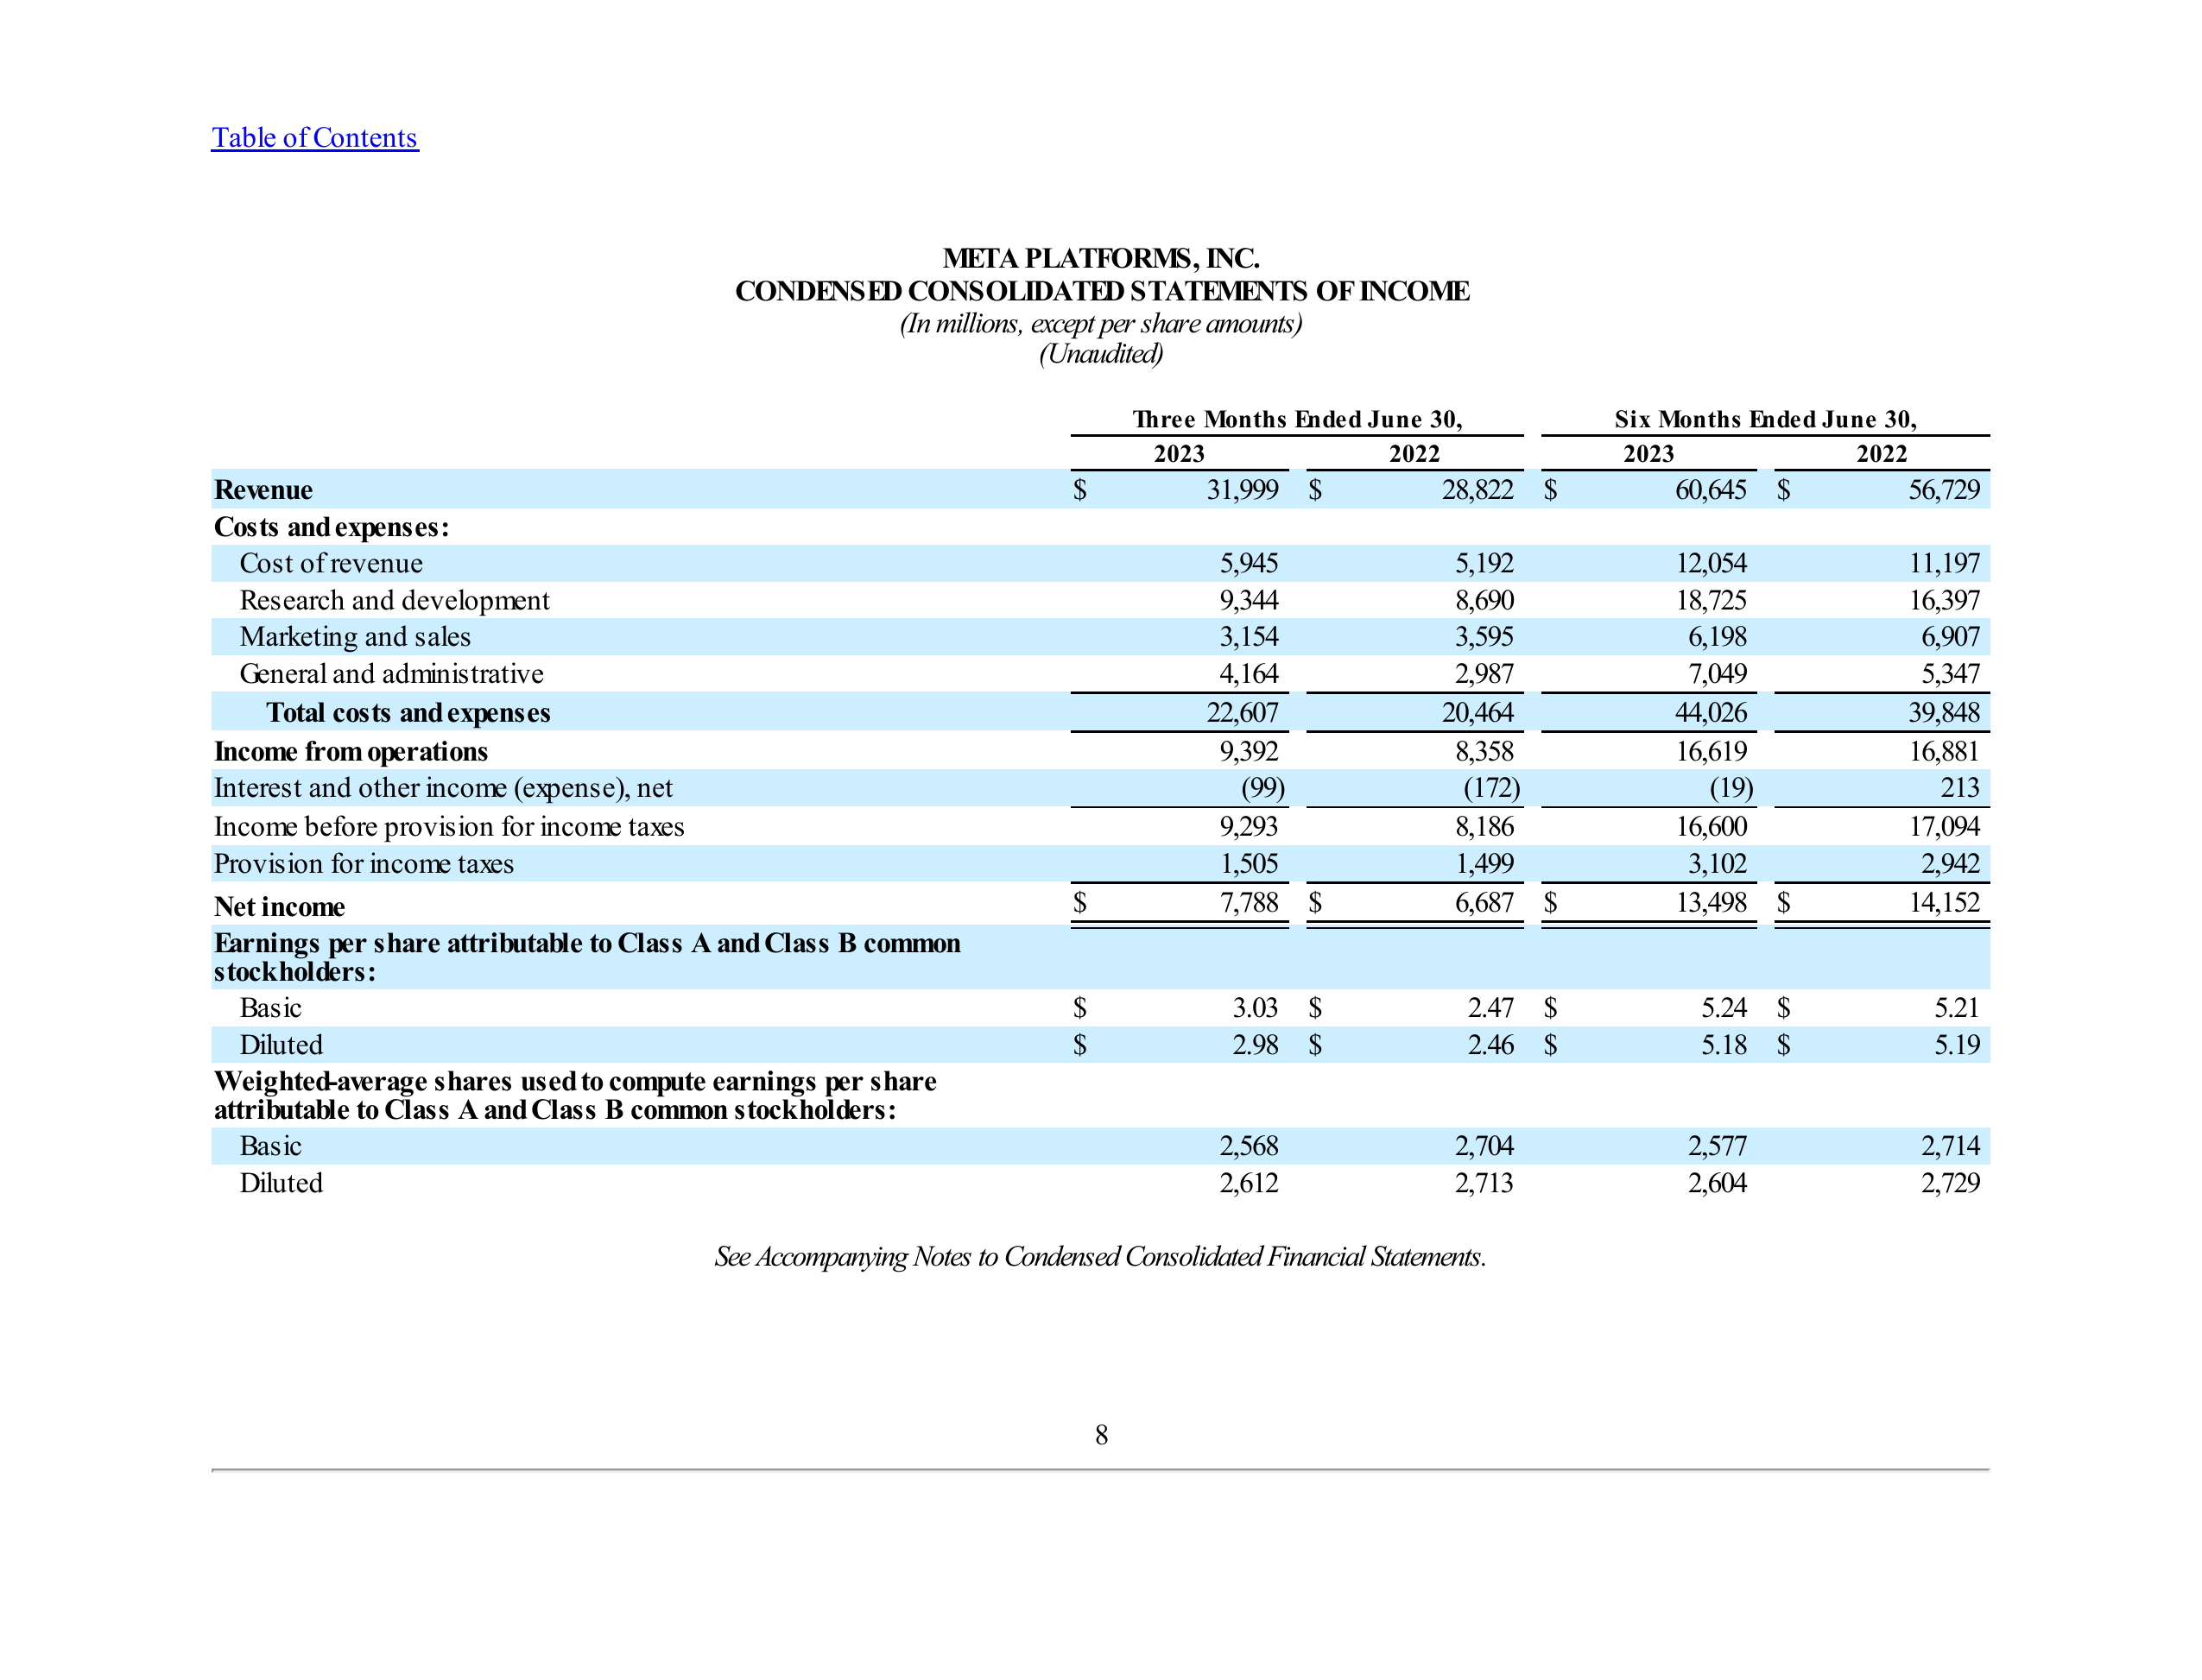 Table of Contents
META PLATFORMS, INC.
CONDENSED CONSOLIDATED STATEMENTS OF INCOME
(In millions, except per share amounts)
(Unaudited)
Three Months Ended June 30, Six Months Ended June 30,
2023 2022 2023 2022
Revenue $ 31,999 $ 28,822 $ 60,645 $ 56,729
Costs and expenses:
Cost of revenue 5,945 5,192 12,054 11,197
Research and development 9,344 8,690 18,725 16,397
Marketing and sales 3,154 3,595 6,198 6,907
General and administrative 4,164 2,987 7,049 5,347
Total costs and expenses 22,607 20,464 44,026 39,848
Income from operations 9,392 8,358 16,619 16,881
Interest and other income (expense), net (99) (172) (19) 213
Income before provision for income taxes 9,293 8,186 16,600 17,094
Provision for income taxes 1,505 1,499 3,102 2,942
Net income $ 7,788 $ 6,687 $ 13,498 $ 14,152
Earnings per share attributable to Class A and Class B common
stockholders:
Basic $ 3.03 $ 2.47 $ 5.24 $ 5.21
Diluted $ 2.98 $ 2.46 $ 5.18 $ 5.19
Weighted-average shares used to compute earnings per share
attributable to Class A and Class B common stockholders:
Basic 2,568 2,704 2,577 2,714
Diluted 2,612 2,713 2,604 2,729
See Accompanying Notes to Condensed Consolidated Financial Statements.
8